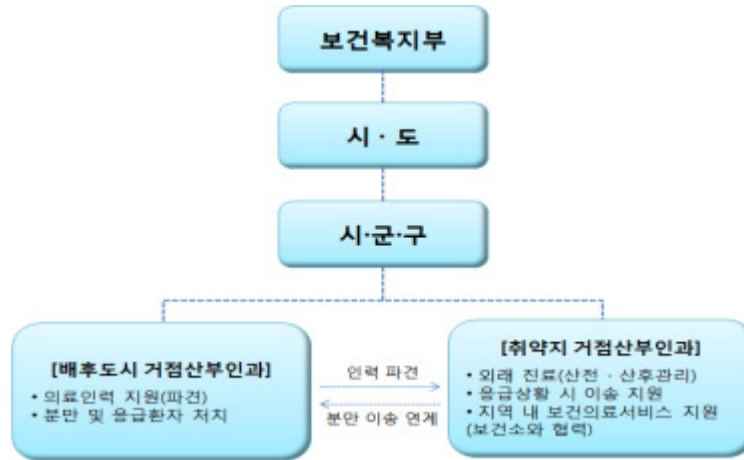 보건복지부
시 · 도
시·군·구
[배후도시 거점산부인과]
• 의료인력 지원(파견)
• 분만 및 응급환자 처치
인력 파견
분만 이송 연계
[취약지 거점산부인과]
• 외래 진료(산전 · 산후관리)
• 응급상황 시 이송 지원
• 지역 내 보건의료서비스 지원
(보건소와 협력)